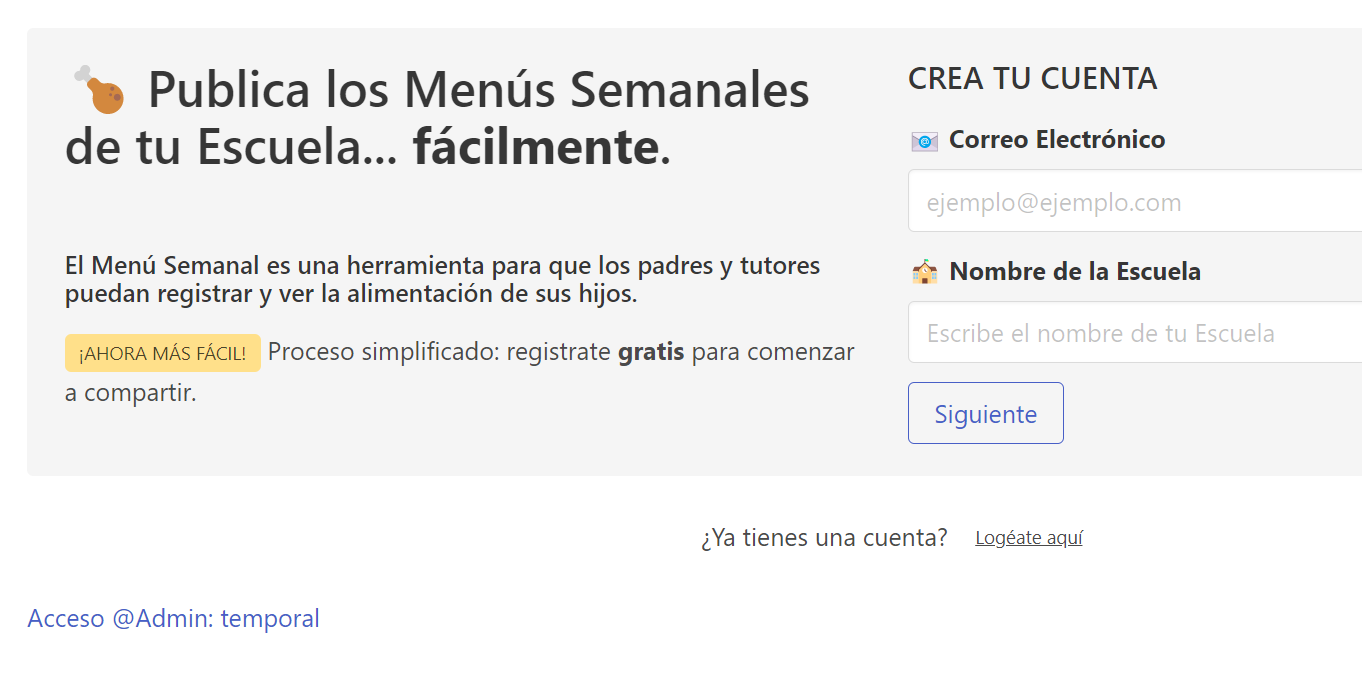 Publica los Menús Semanales
de tu Escuela... fácilmente.
El Menú Semanal es una herramienta para que los padres y tutores
puedan registrar y ver la alimentación de sus hijos.
¡AHORA MÁS FÁCIL! Proceso simplificado: registrate gratis para comenzar
a compartir.
CREA TU CUENTA
Correo Electrónico
ejemplo@ejemplo.com
Nombre de la Escuela
Escribe el nombre de tu Escuela
Siguiente
¿Ya tienes una cuenta? Logéate aquí
Acceso @Admin: temporal